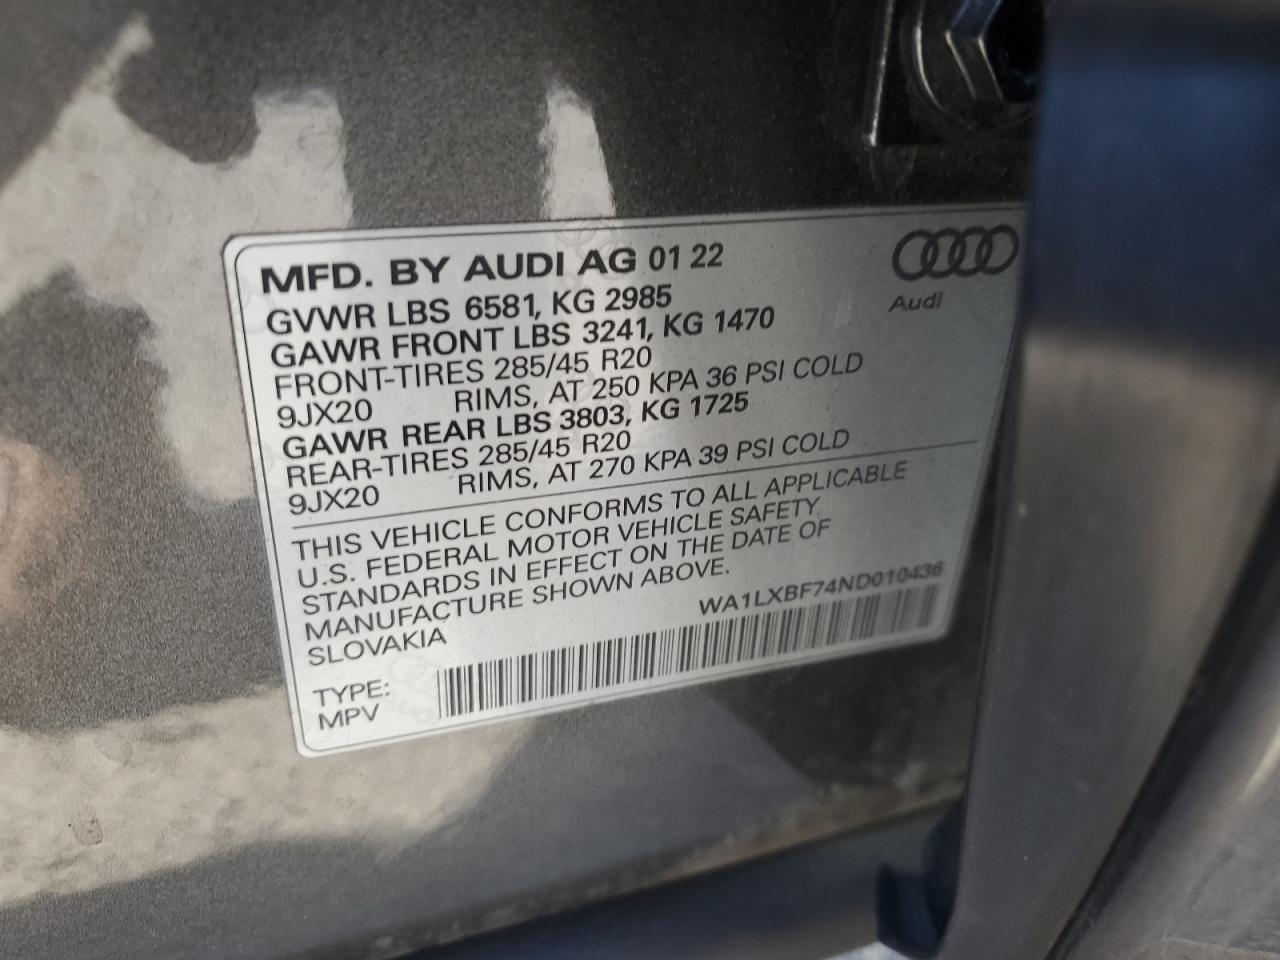 MFD. BY AUDI AG 01 22
GVWR LBS 6581, KG 2985
GAWR FRONT LBS 3241, KG 1470
FRONT-TIRES 285/45 R20
9JX20 RIMS, AT 250 KPA 36 PSI COLD
GAWR REAR LBS 3803, KG 1725
REAR-TIRES 285/45 R20
9JX20 RIMS, AT 270 KPA 39 PSI COLD
THIS VEHICLE CONFORMS TO ALL APPLICABLE
U.S. FEDERAL MOTOR VEHICLE SAFETY
STANDARDS IN EFFECT ON THE DATE OF
MANUFACTURE SHOWN ABOVE.
SLOVAKIA
WA1LXBF74ND010436
TYPE:
MPV
Audi